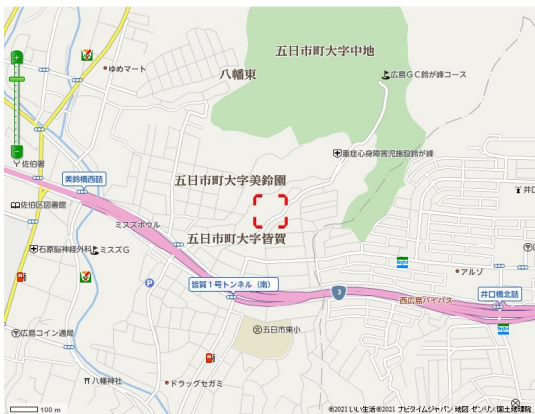 五日市町大字中地
ゆめマート
八幡東
広島GC鈴が峰コース
佐伯署
重症心身障害児施設鈴が峰
美鈴橋西詰
五日市町大字美鈴園
佐伯区図書館
ミスズボウル
五日市町大字皆賀
石原脳神経外科
ミスズG
アルゾ
皆賀1号トンネル(南)
2
西広島バイパス
井口橋北詰
広島コイン通局
五日市東小
八幡神社
ドラッグセガミ
100 m
©2021 いい生活 ©2021 ナビタイムジャパン 地図 ゼンリン/国土地理院